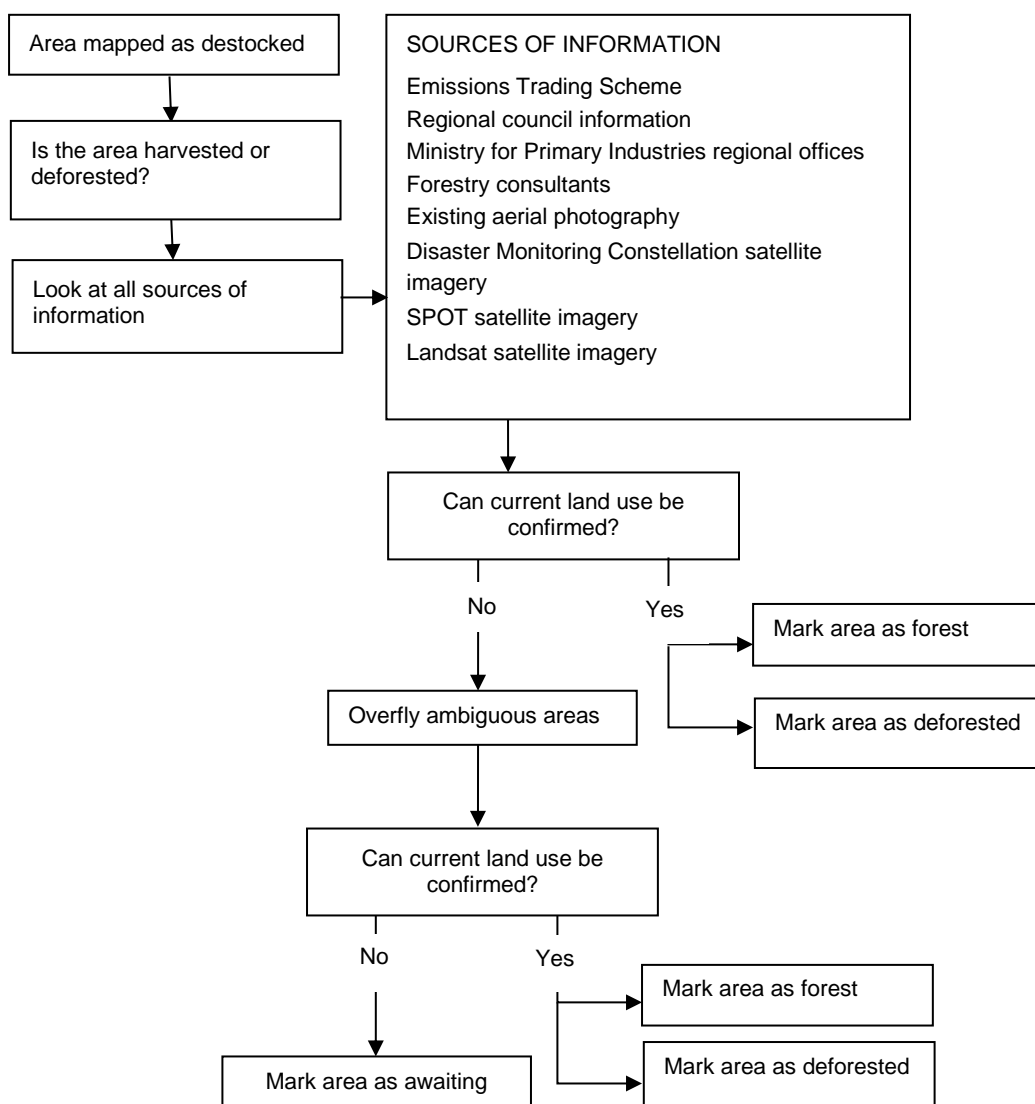 Area mapped as destocked
Is the area harvested or
deforested?
Look at all sources of
information
SOURCES OF INFORMATION
Emissions Trading Scheme
Regional council information
Ministry for Primary Industries regional offices
Forestry consultants
Existing aerial photography
Disaster Monitoring Constellation satellite
imagery
SPOT satellite imagery
Landsat satellite imagery
Can current land use be
confirmed?
No
Yes
Mark area as forest
Mark area as deforested
Overfly ambiguous areas
Can current land use be
confirmed?
No
Yes
Mark area as forest
Mark area as deforested
Mark area as awaiting